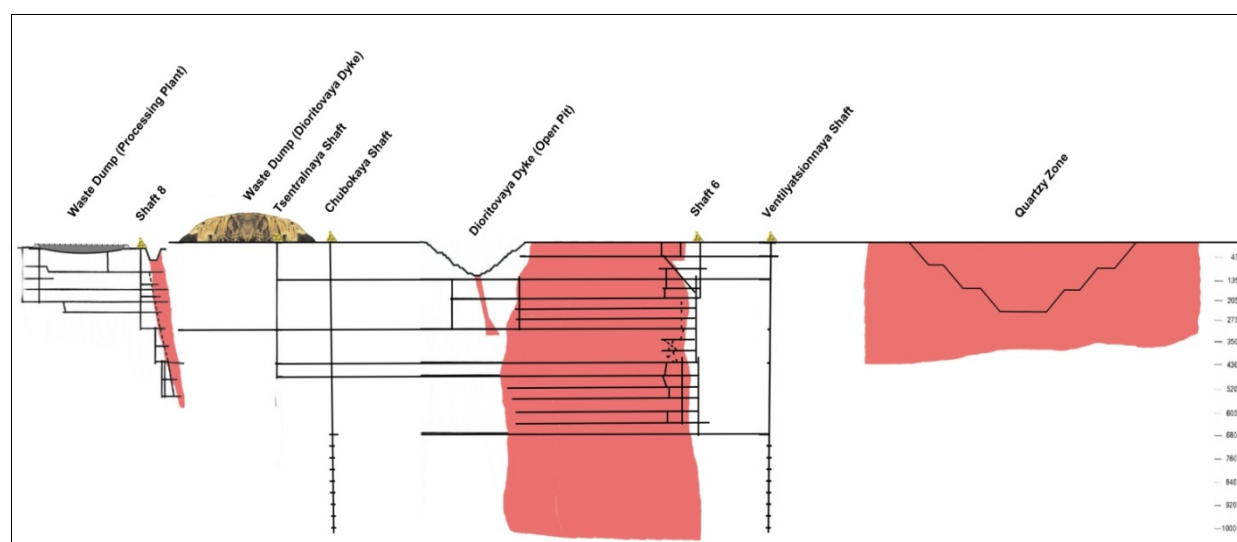 Waste Dump (Processing Plant)
Shaft 8
Waste Dump (Dioritovaya Dyke)
Tsentralnaya Shaft
Chubokaya Shaft
Dioritovaya Dyke (Open Pit)
Shaft 6
Ventilyatsionnaya Shaft
Quartzy Zone
135
205
275
350
430
520
603
680
760
840
920
1000